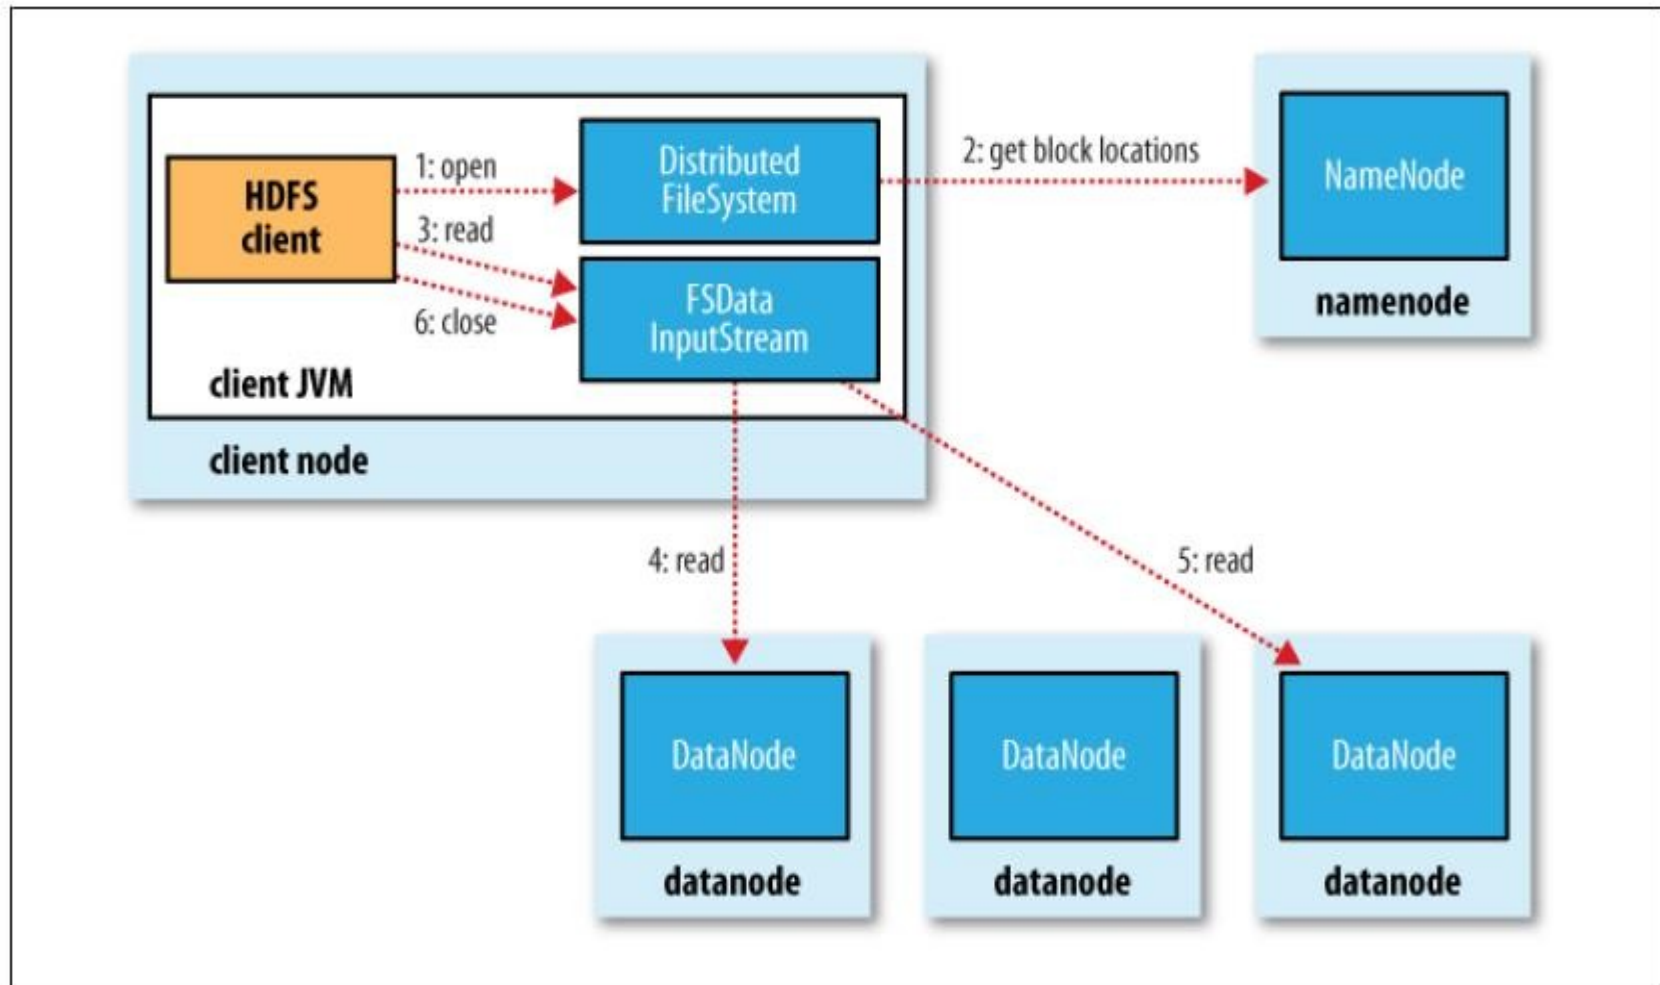 1: open
Distributed
FileSystem
2: get block locations
NameNode
HDFS
client
3: read
FSData
InputStream
6: close
namenode
client JVM
client node
4: read
5: read
DataNode
DataNode
DataNode
datanode
datanode
datanode